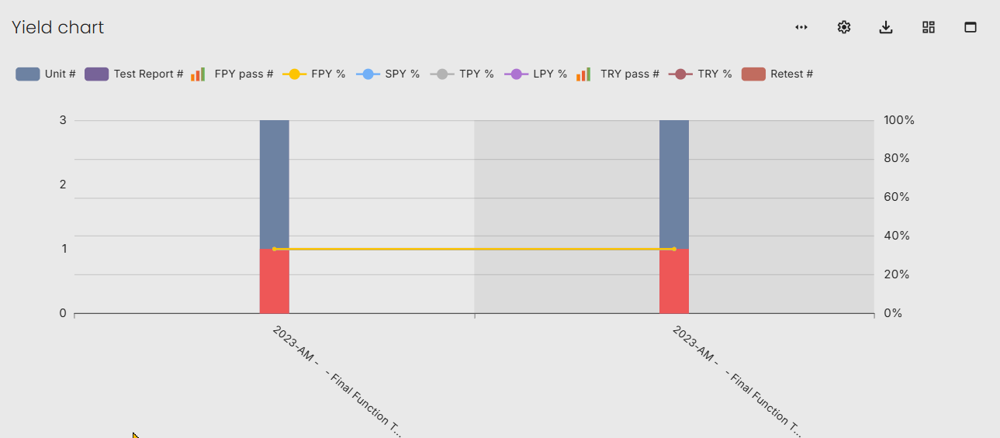 Yield chart
Unit # Test Report # FPY pass # FPY % SPY % TPY % LPY % TRY pass # TRY % Retest #
3 100%
80%
2
60%
40%
1
20%
0 0%
2023-AM - - Final Function T...
2023-AM - - Final Function T...